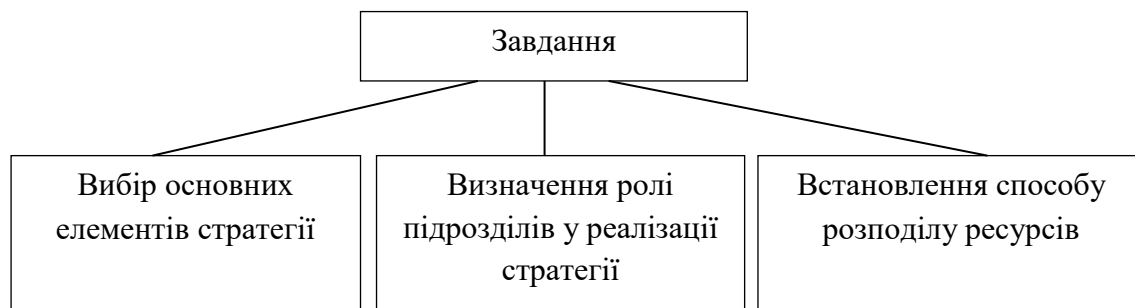 Завдання
Вибір основних
елементів стратегії
Визначення ролі
підрозділів у реалізації
стратегії
Встановлення способу
розподілу ресурсів